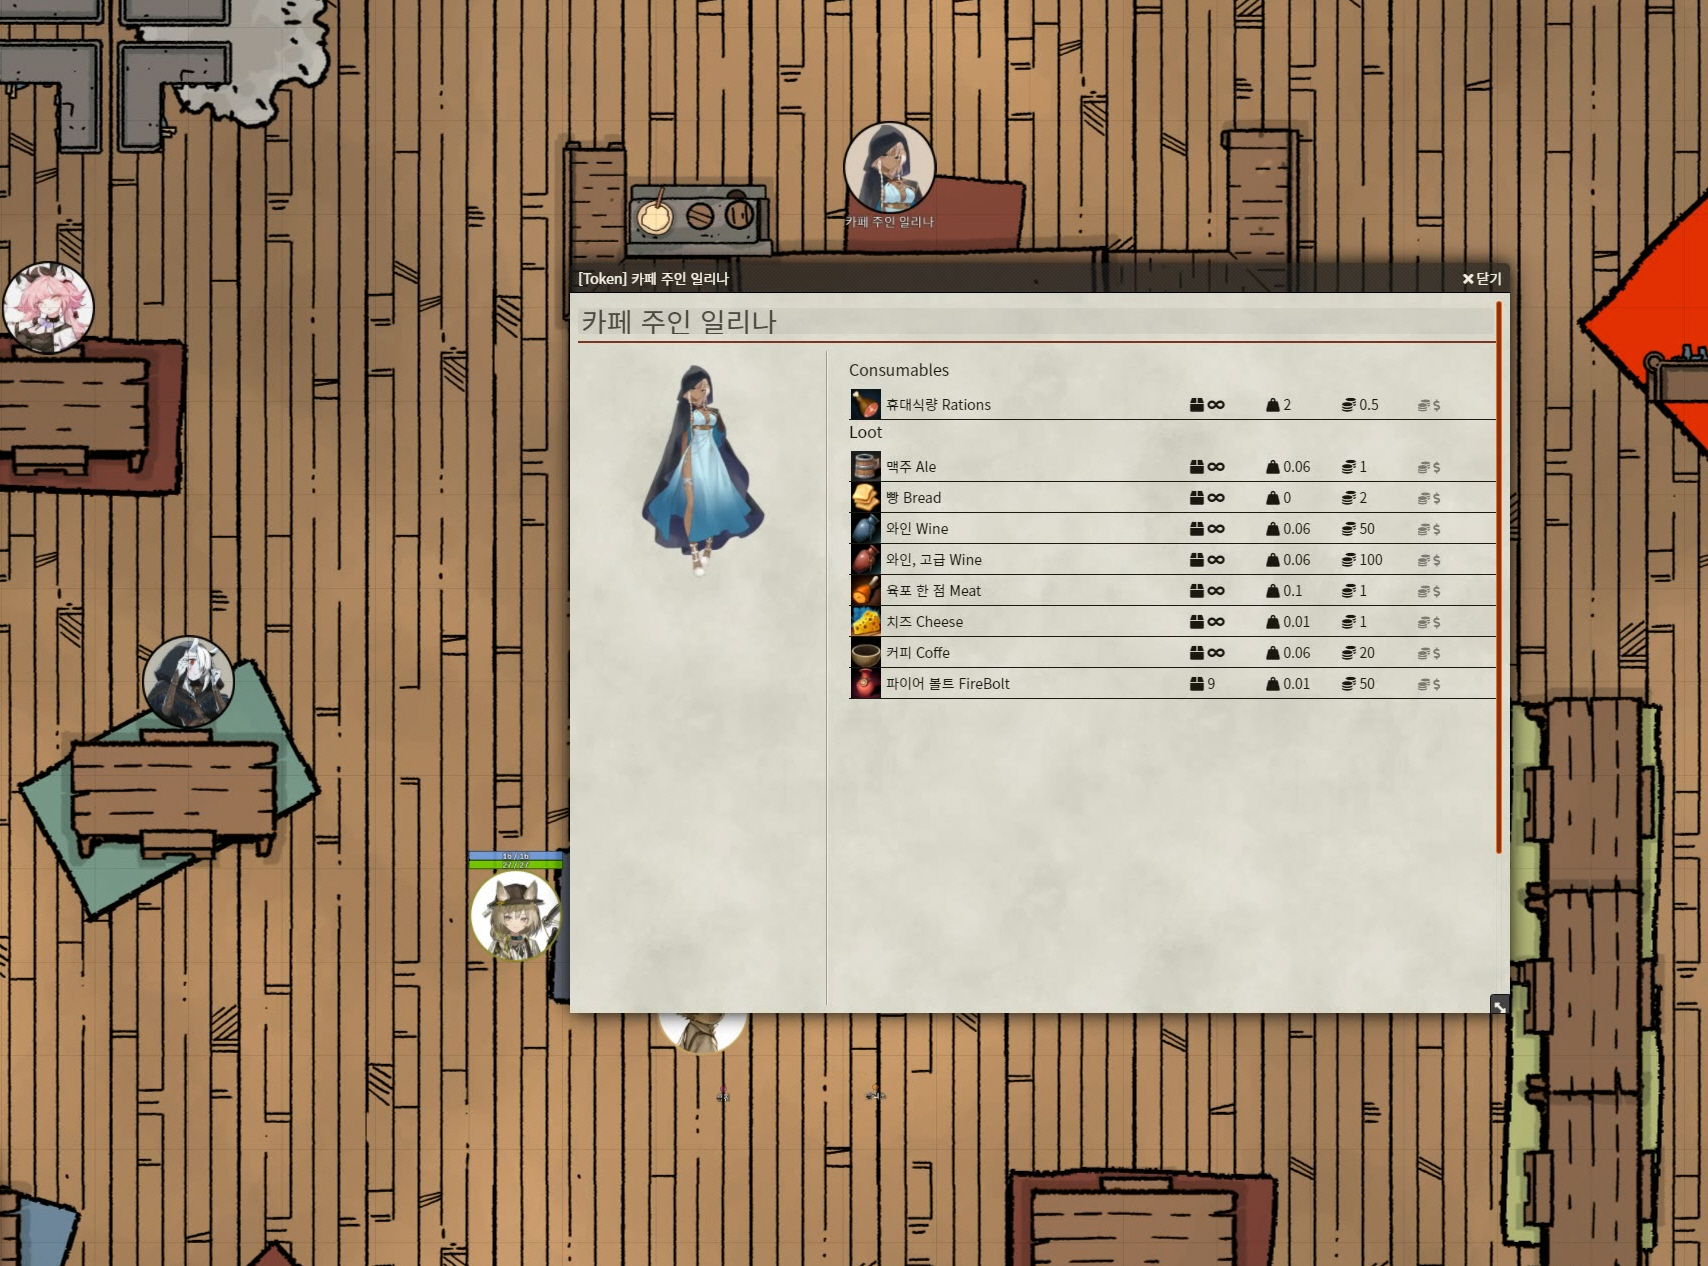 카페 주인 일리나
[Token] 카페 주인 일리나
닫기
카페 주인 일리나
Consumables
휴대식량 Rations ∞ 2 0.5 $
Loot
맥주 Ale ∞ 0.06 1 $
빵 Bread ∞ 0 2 $
와인 Wine ∞ 0.06 50 $
와인, 고급 Wine ∞ 0.06 100 $
육포 한 점 Meat ∞ 0.1 1 $
치즈 Cheese ∞ 0.01 1 $
커피 Coffe ∞ 0.06 20 $
파이어 볼트 FireBolt 9 0.01 50 $
16 / 16
27 / 27